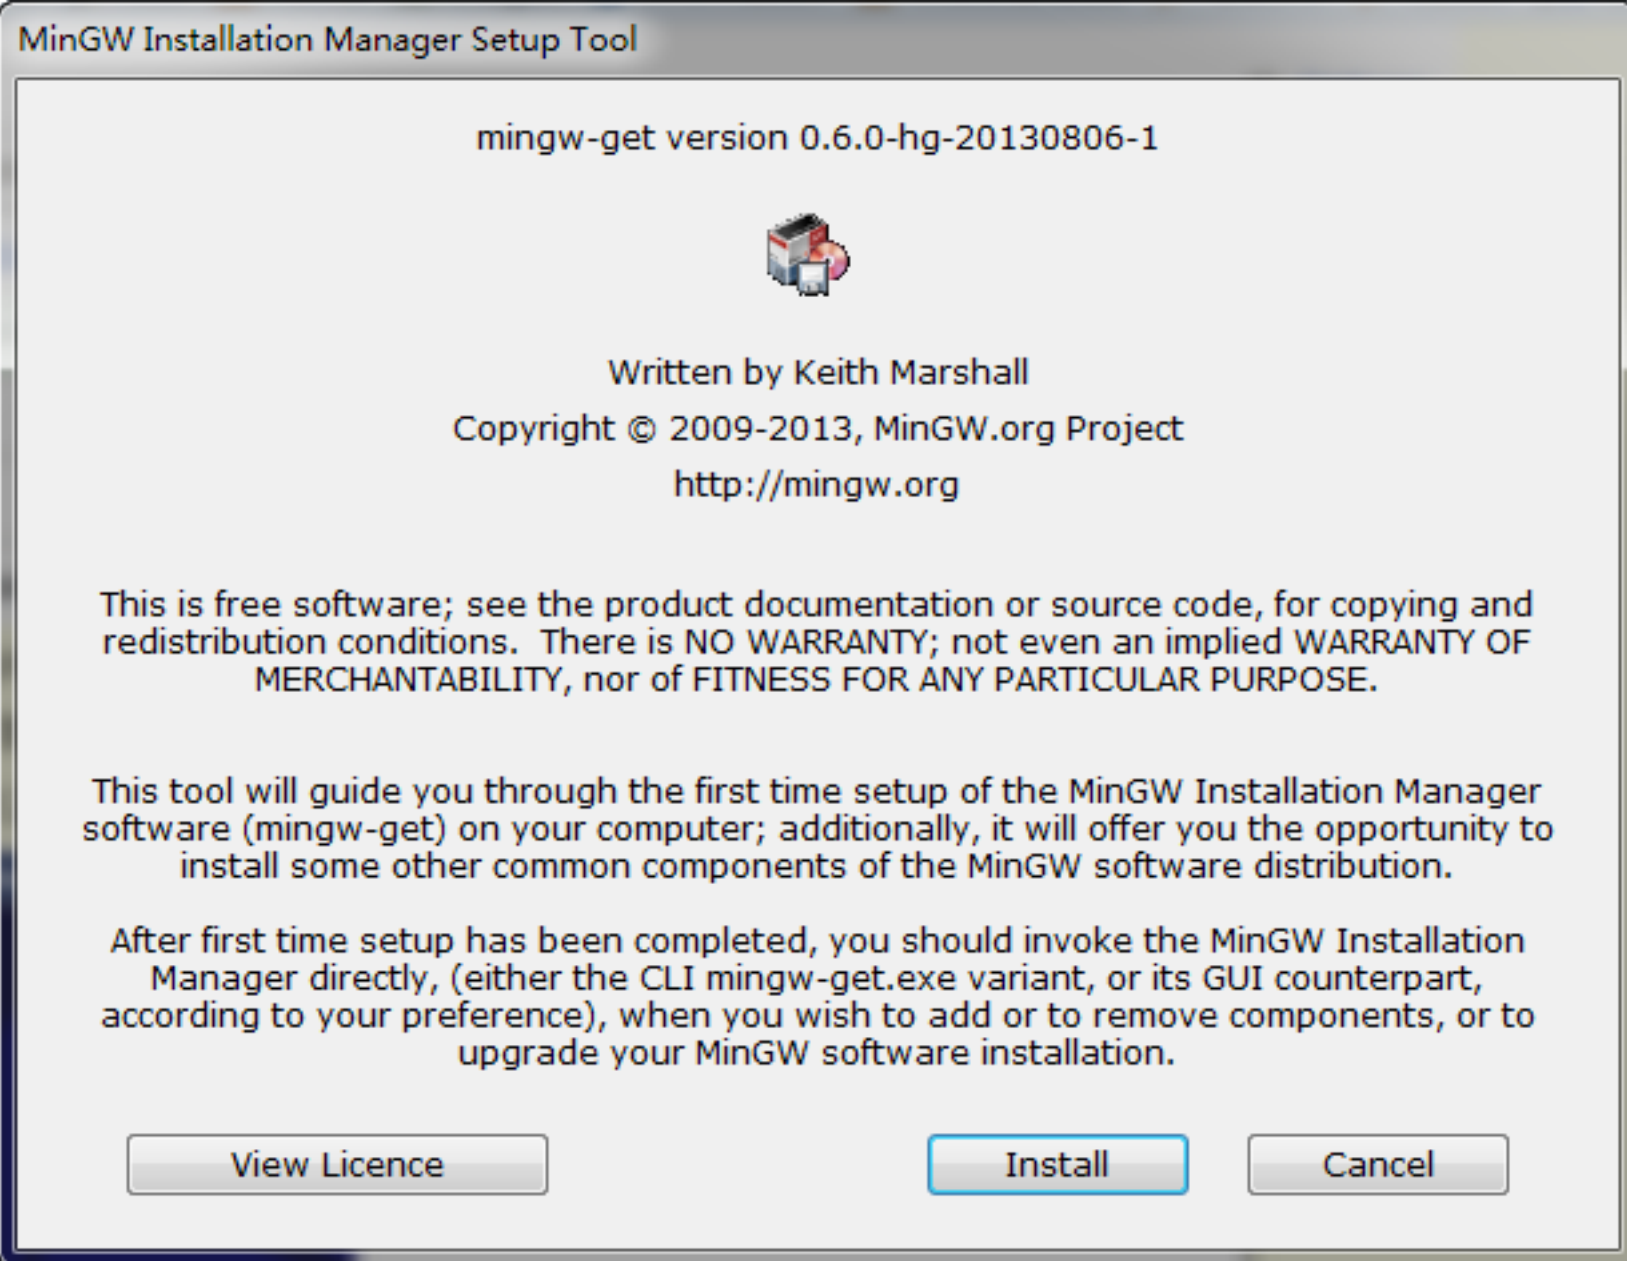 MinGW Installation Manager Setup Tool
mingw-get version 0.6.0-hg-20130806-1
Written by Keith Marshall
Copyright © 2009-2013, MinGW.org Project
http://mingw.org
This is free software; see the product documentation or source code, for copying and
redistribution conditions.  There is NO WARRANTY; not even an implied WARRANTY OF
MERCHANTABILITY, nor of FITNESS FOR ANY PARTICULAR PURPOSE.
This tool will guide you through the first time setup of the MinGW Installation Manager
software (mingw-get) on your computer; additionally, it will offer you the opportunity to
install some other common components of the MinGW software distribution.
After first time setup has been completed, you should invoke the MinGW Installation
Manager directly, (either the CLI mingw-get.exe variant, or its GUI counterpart,
according to your preference), when you wish to add or to remove components, or to
upgrade your MinGW software installation.
View Licence
Install
Cancel